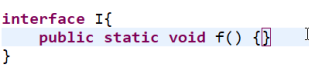 interface I{
    public static void f() {}
}